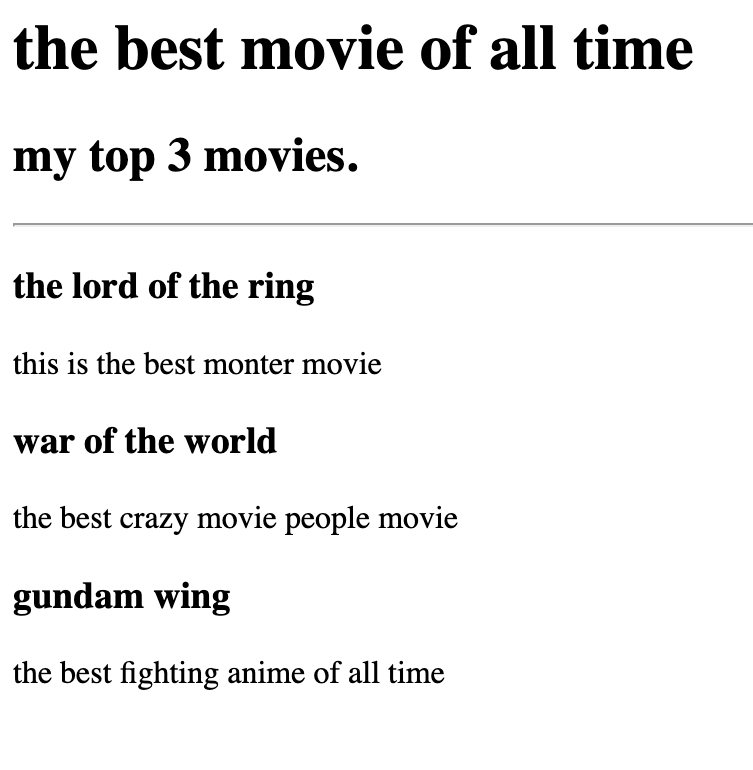 the best movie of all time
my top 3 movies.
the lord of the ring
this is the best monter movie
war of the world
the best crazy movie people movie
gundam wing
the best fighting anime of all time